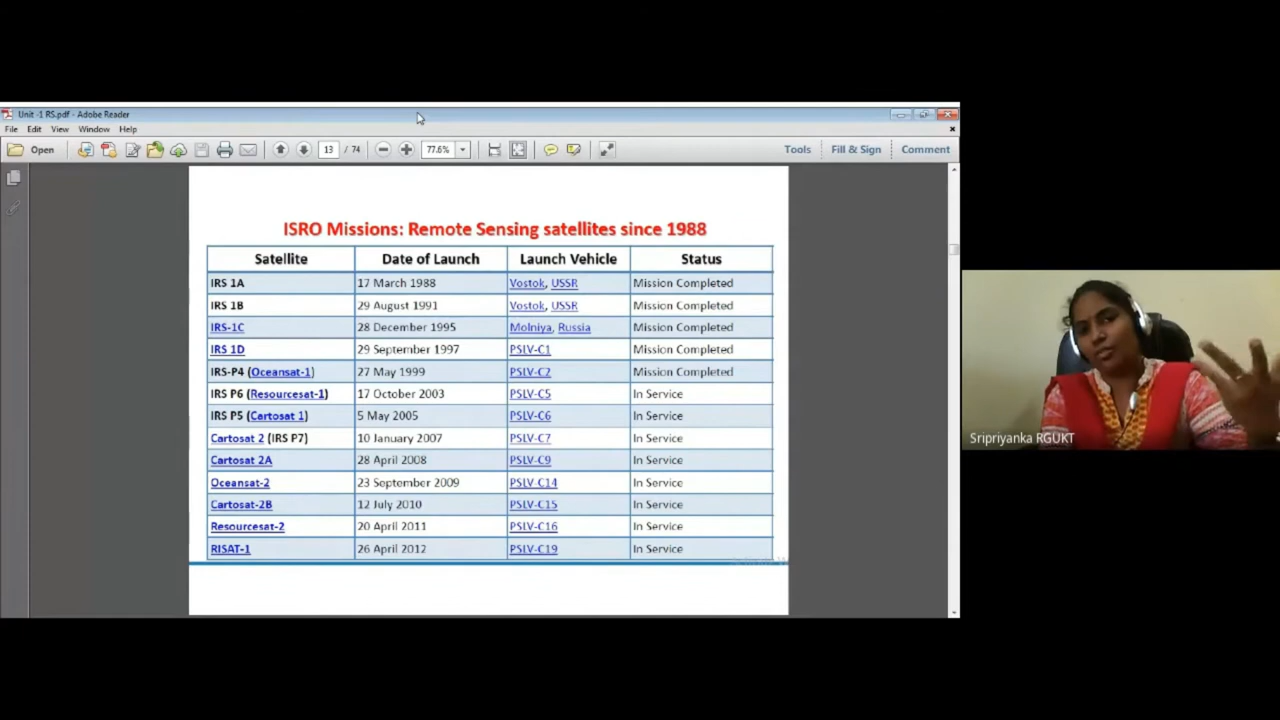 Unit -1 RS.pdf - Adobe Reader
File Edit View Window Help
Open 13 / 74 77.6% Tools Fill & Sign Comment
ISRO Missions: Remote Sensing satellites since 1988
Satellite Date of Launch Launch Vehicle Status
IRS 1A 17 March 1988 Vostok, USSR Mission Completed
IRS 1B 29 August 1991 Vostok, USSR Mission Completed
IRS-1C 28 December 1995 Molniya, Russia Mission Completed
IRS 1D 29 September 1997 PSLV-C1 Mission Completed
IRS-P4 (Oceansat-1) 27 May 1999 PSLV-C2 Mission Completed
IRS P6 (Resourcesat-1) 17 October 2003 PSLV-C5 In Service
IRS P5 (Cartosat 1) 5 May 2005 PSLV-C6 In Service
Cartosat 2 (IRS P7) 10 January 2007 PSLV-C7 In Service
Cartosat 2A 28 April 2008 PSLV-C9 In Service
Oceansat-2 23 September 2009 PSLV-C14 In Service
Cartosat-2B 12 July 2010 PSLV-C15 In Service
Resourcesat-2 20 April 2011 PSLV-C16 In Service
RISAT-1 26 April 2012 PSLV-C19 In Service
Sripriyanka RGUKT